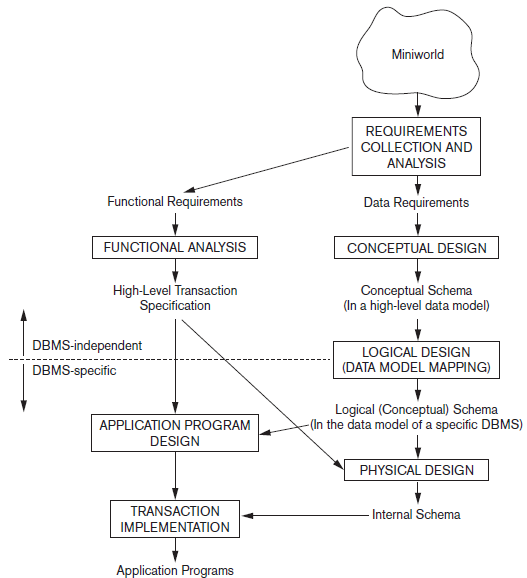 Miniworld
REQUIREMENTS
COLLECTION AND
ANALYSIS
Functional Requirements
Data Requirements
FUNCTIONAL ANALYSIS
CONCEPTUAL DESIGN
High-Level Transaction
Specification
Conceptual Schema
(In a high-level data model)
DBMS-independent
DBMS-specific
LOGICAL DESIGN
(DATA MODEL MAPPING)
Logical (Conceptual) Schema
(In the data model of a specific DBMS)
APPLICATION PROGRAM
DESIGN
PHYSICAL DESIGN
TRANSACTION
IMPLEMENTATION
Internal Schema
Application Programs